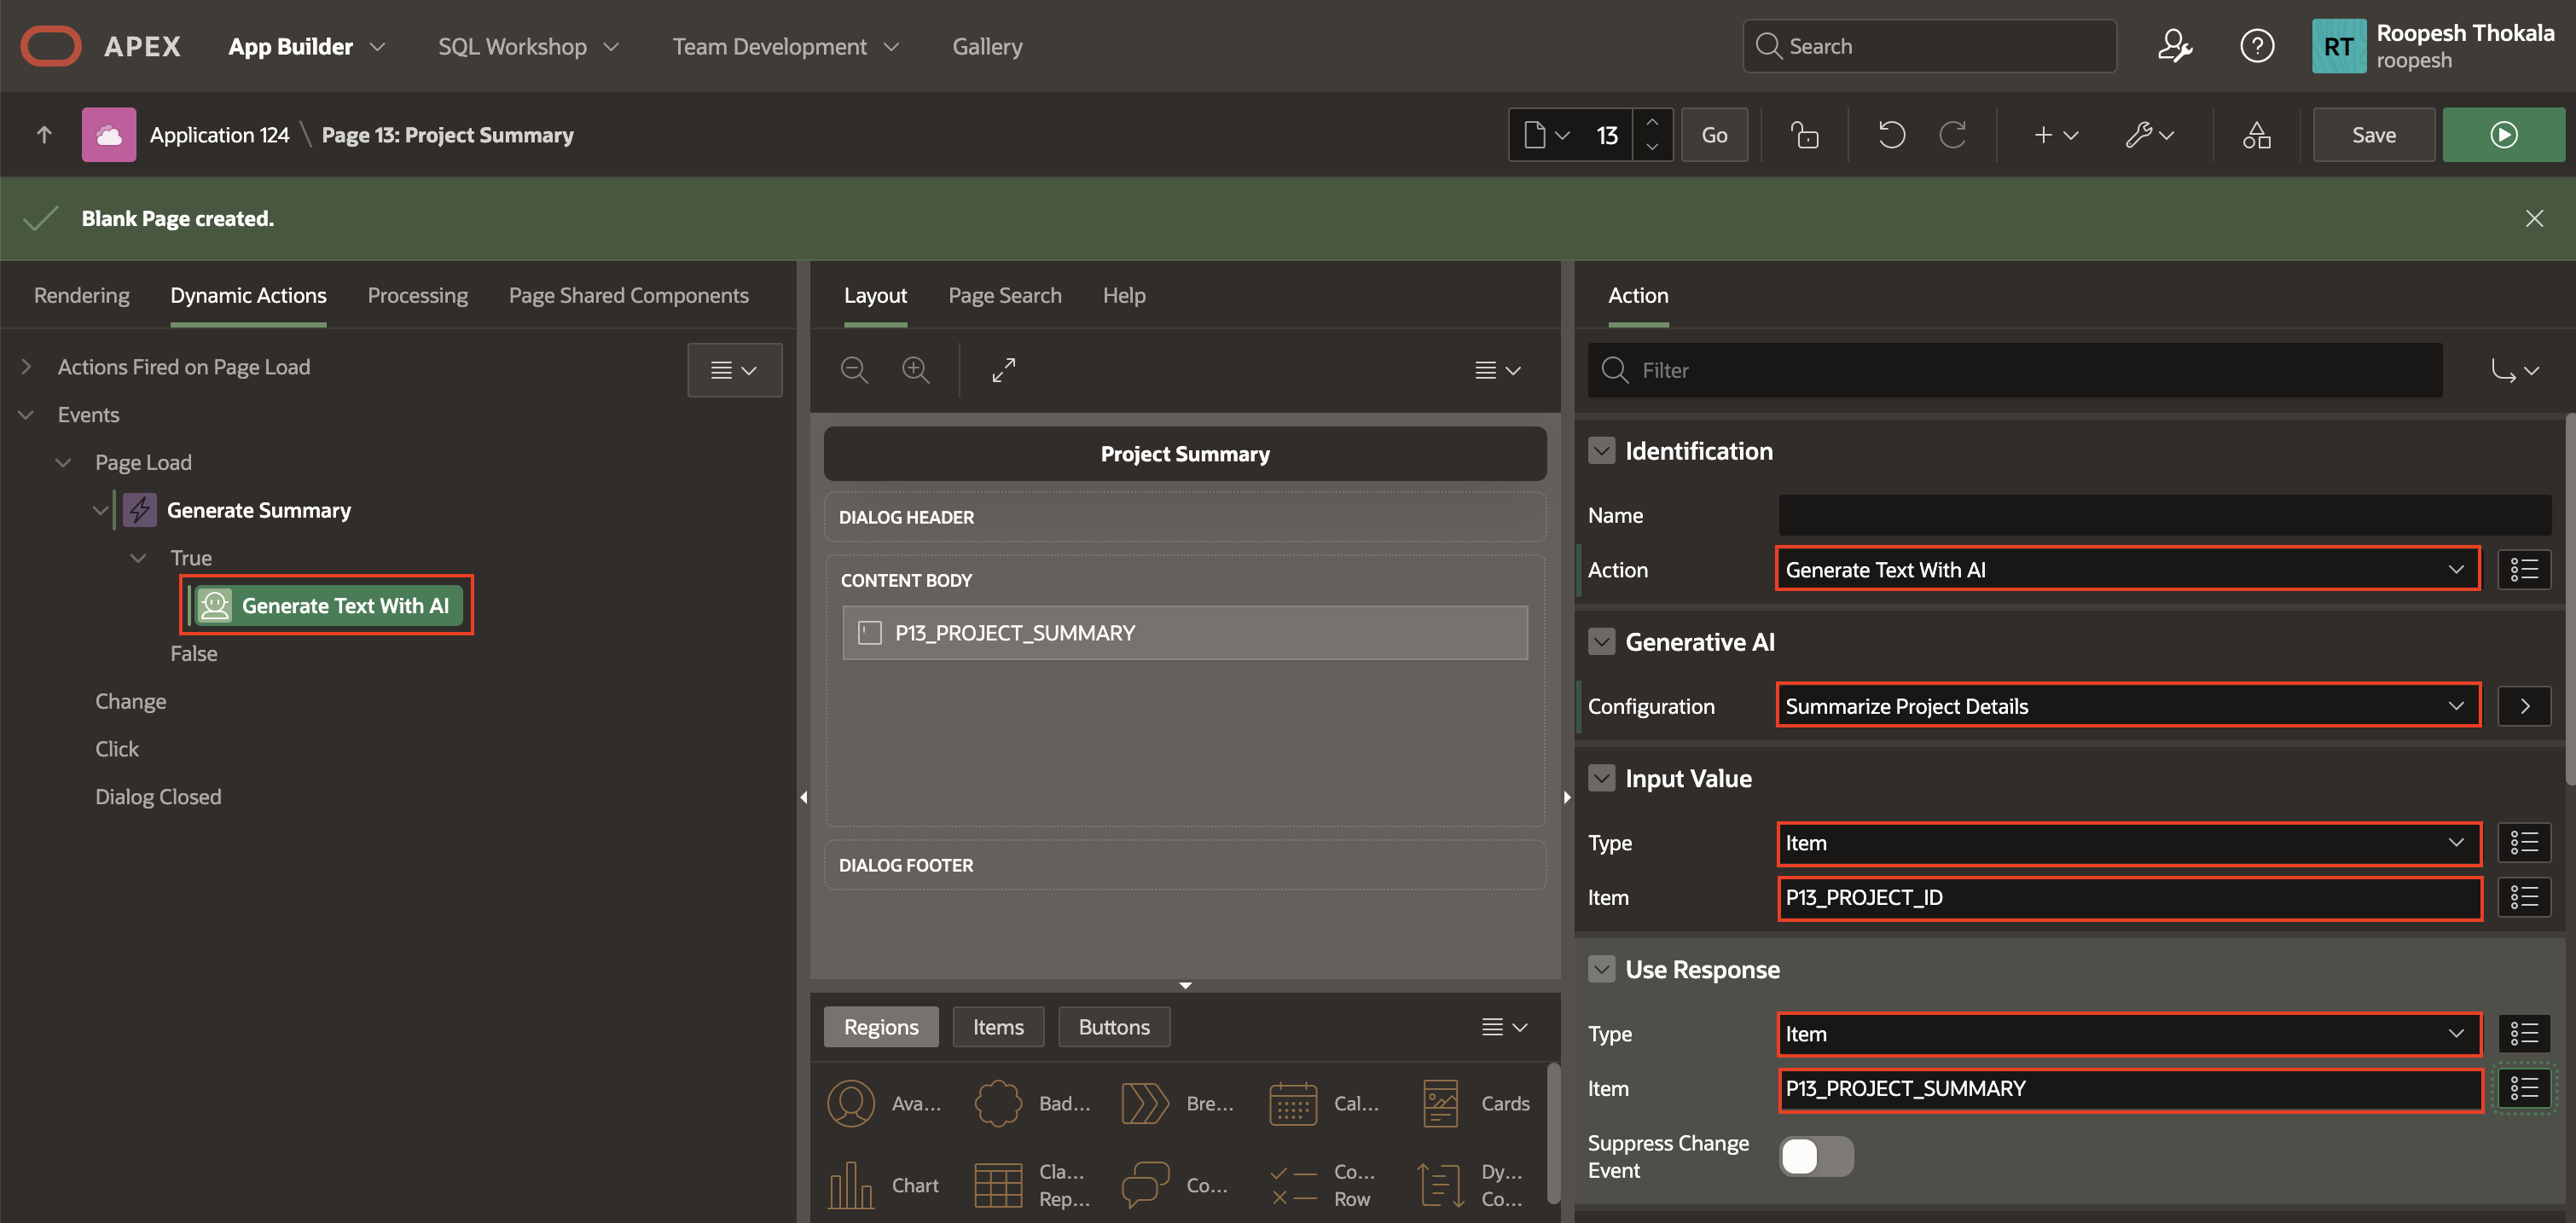 APEX App Builder SQL Workshop Team Development Gallery Search RT Roopesh Thokala
roopesh
Application 124 \ Page 13: Project Summary 13 Go Save
Blank Page created.
Rendering Dynamic Actions Processing Page Shared Components
Actions Fired on Page Load
Events
Page Load
Generate Summary
True
Generate Text With AI
False
Change
Click
Dialog Closed
Layout Page Search Help
Project Summary
DIALOG HEADER
CONTENT BODY
P13_PROJECT_SUMMARY
DIALOG FOOTER
Regions Items Buttons
Ava... Bad... Bre... Cal... Cards
Chart Cla... Rep... Co... Co... Row Dy... Co...
Action
Filter
Identification
Name
Action Generate Text With AI
Generative AI
Configuration Summarize Project Details
Input Value
Type Item
Item P13_PROJECT_ID
Use Response
Type Item
Item P13_PROJECT_SUMMARY
Suppress Change
Event